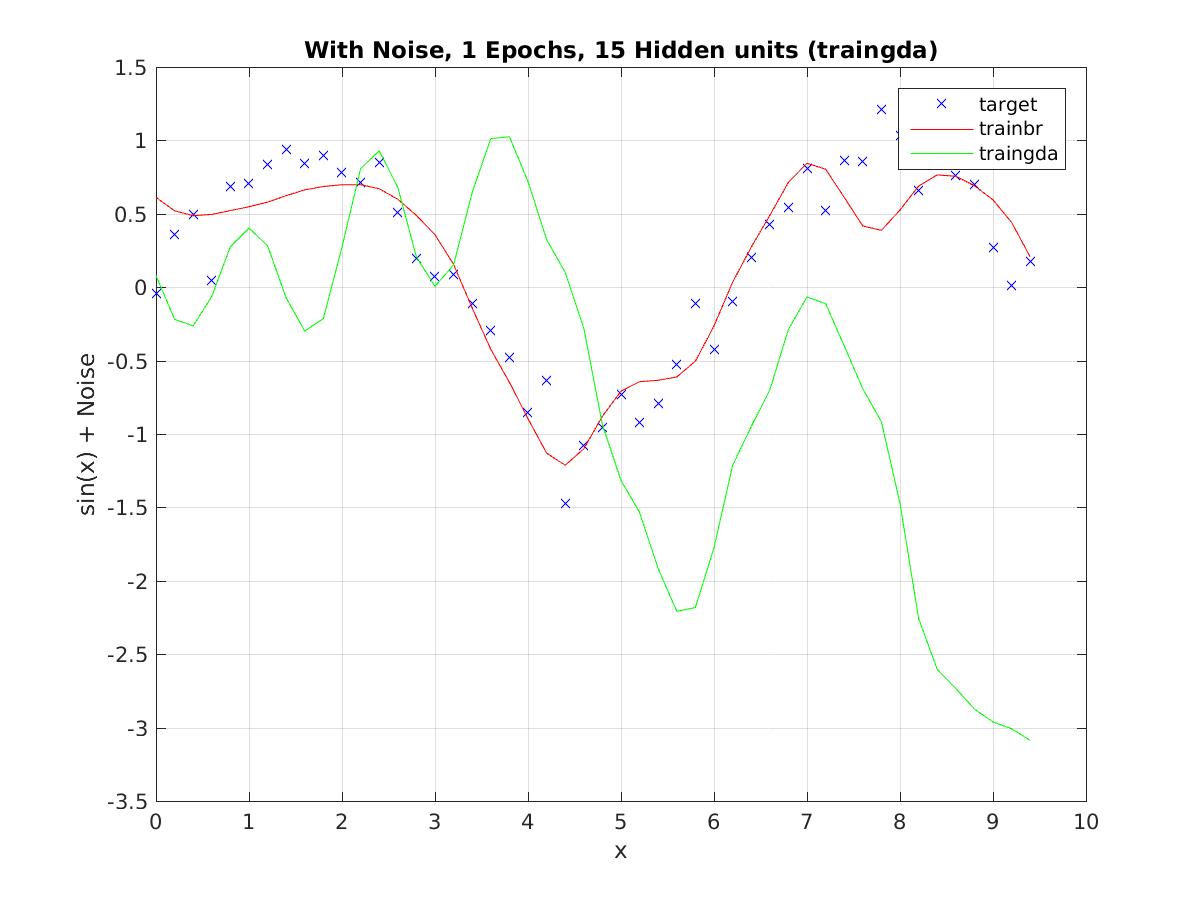 With Noise, 1 Epochs, 15 Hidden units (traingda)
1.5
1
0.5
0
-0.5
-1
-1.5
-2
-2.5
-3
-3.5
sin(x) + Noise
target
trainbr
traingda
0 1 2 3 4 5 6 7 8 9 10
x